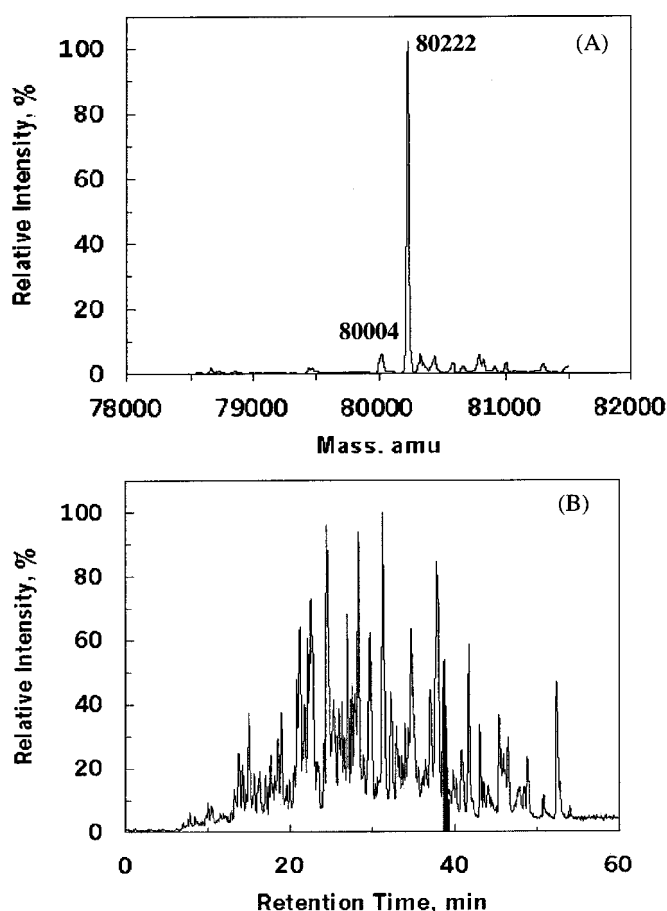 (A)
80222
80004
Relative Intensity, %
100
80
60
40
20
0
78000 79000 80000 81000 82000
Mass. amu
(B)
Relative Intensity, %
100
80
60
40
20
0
0 20 40 60
Retention Time, min